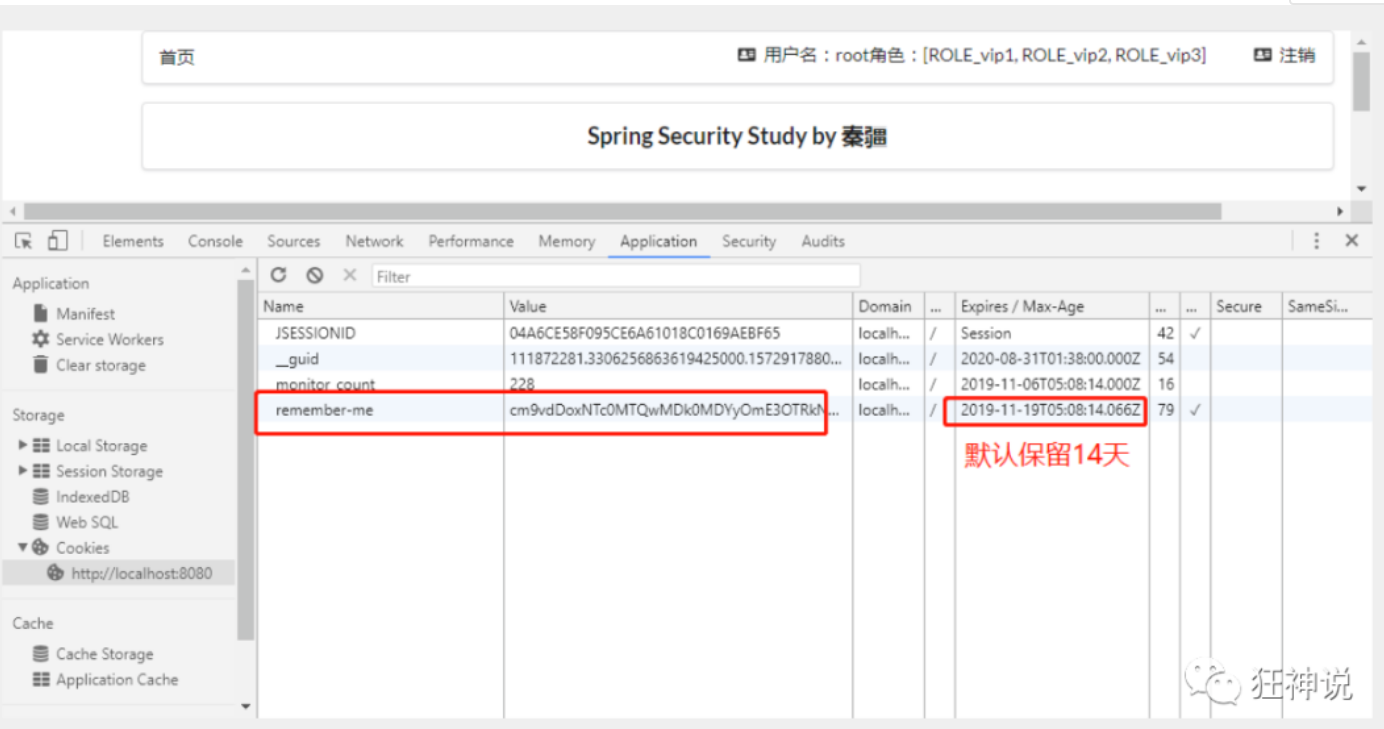 首页 用户名：root角色：[ROLE_vip1, ROLE_vip2, ROLE_vip3] 注销
Spring Security Study by 秦疆
Elements Console Sources Network Performance Memory Application Security Audits
Application
Manifest
Service Workers
Clear storage
Storage
Local Storage
Session Storage
IndexedDB
Web SQL
Cookies
http://localhost:8080
Cache
Cache Storage
Application Cache
Filter
Name Value Domain ... Expires / Max-Age ... ... Secure SameSi...
JSESSIONID 04A6CE58F095CE6A61018C0169AEBF65 localh... / Session 42 ✓
__guid 111872281.3306256863619425000.1572917880... localh... / 2020-08-31T01:38:00.000Z 54
monitor_count 228 localh... / 2019-11-06T05:08:14.000Z 16
remember-me cm9vdDoxNTc0MTQwMDk0MDYyOmE3OTRkN... localh... / 2019-11-19T05:08:14.066Z 79 ✓
默认保留14天
狂神说